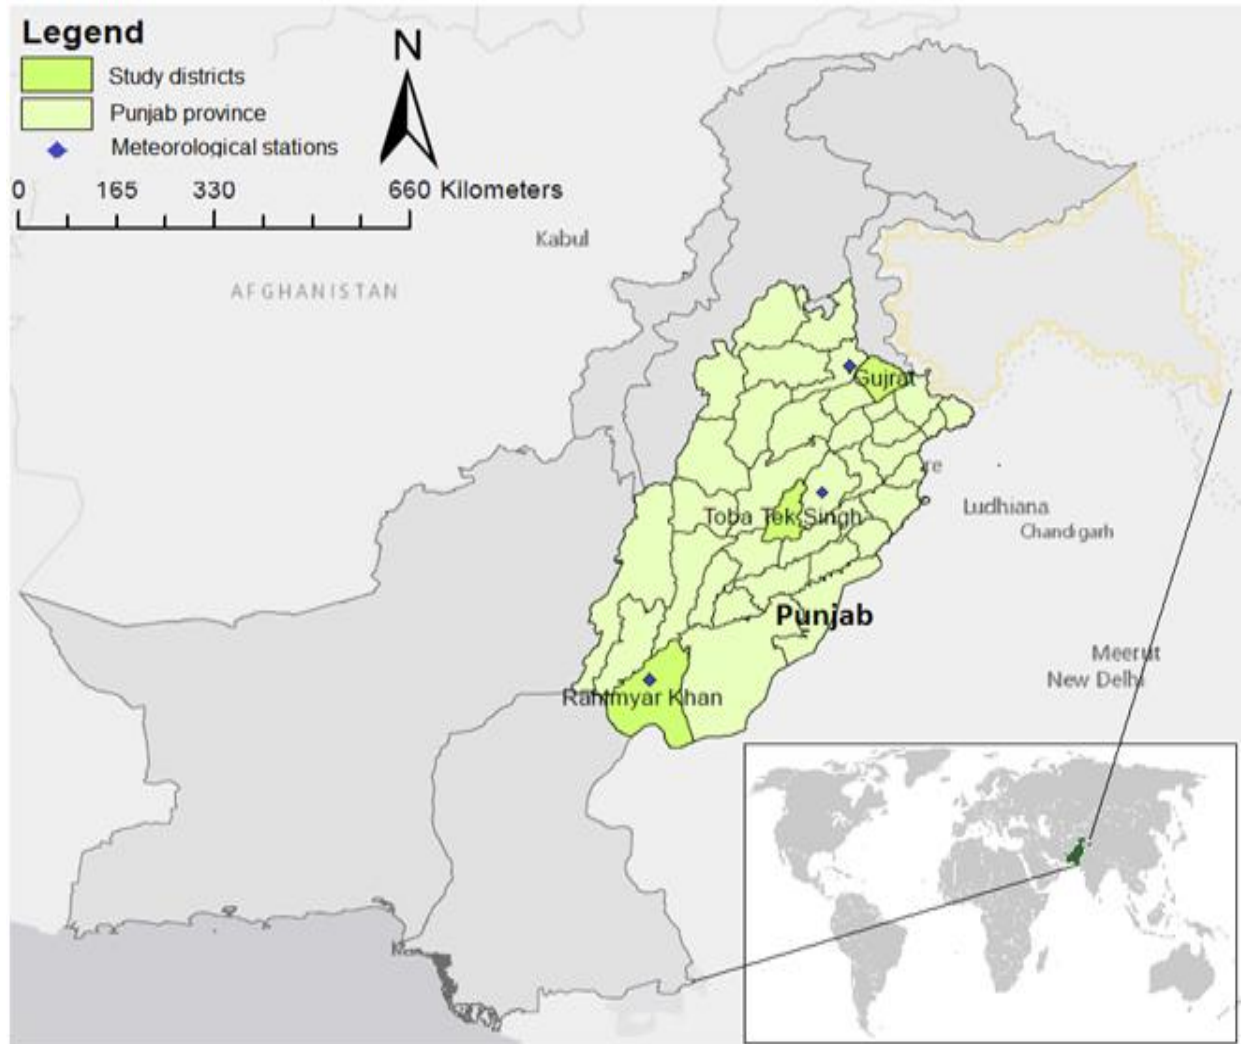 Legend
N
Study districts
Punjab province
Meteorological stations
0 165 330 660 Kilometers
Kabul
AFGHANISTAN
Gujrat
re
Ludhiana
Toba Tek Singh
Chandigarh
Punjab
Meerut
New Delhi
Rahimyar Khan